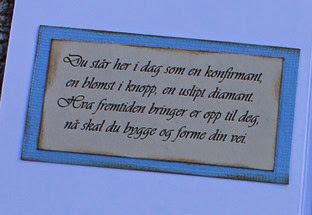 Du står her i dag som en konfirmant,
en blomst i knopp, en uslipt diamant.
Hva fremtiden bringer er opp til deg,
nå skal du bygge og forme din vei.